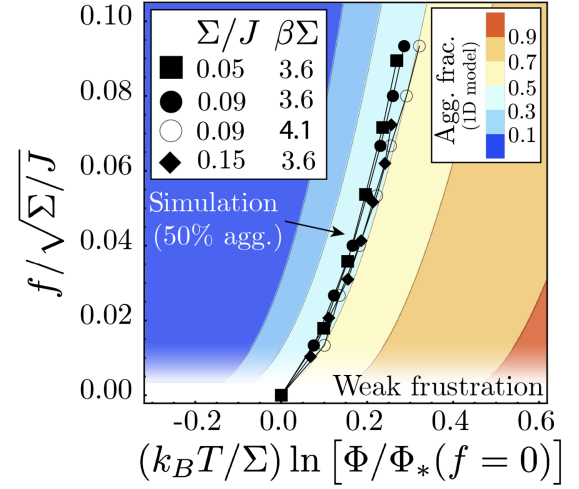 Σ/J βΣ
0.05 3.6
0.09 3.6
0.09 4.1
0.15 3.6
Agg. frac.
(1D model)
0.9
0.7
0.5
0.3
0.1
Simulation
(50% agg.)
Weak frustration
f/√Σ/J
0.10
0.08
0.06
0.04
0.02
0.00
-0.2 0.0 0.2 0.4 0.6
(k_BT/Σ) ln [Φ/Φ_*(f = 0)]